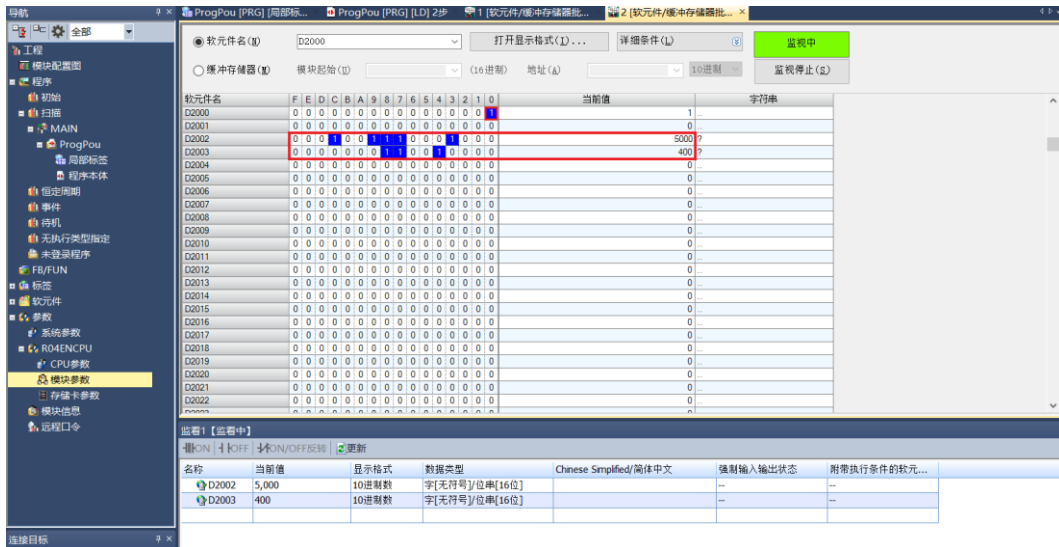 导航
ProgPou [PRG] [局部标...
ProgPou [PRG] [LD] 2步
1 [软元件/缓冲存储器批...
2 [软元件/缓冲存储器批...
全部
工程
模块配置图
程序
初始
扫描
MAIN
ProgPou
局部标签
程序本体
恒定周期
事件
待机
无执行类型指定
未登录程序
FB/FUN
标签
软元件
参数
系统参数
R04ENCPU
CPU参数
模块参数
存储卡参数
模块信息
远程口令
连接目标
软元件名(N) D2000 打开显示格式(I)... 详细条件(L) 监视中
缓冲存储器(M) 模块起始(U) (16进制) 地址(A) 10进制 监视停止(S)
软元件名 F E D C B A 9 8 7 6 5 4 3 2 1 0 当前值 字符串
D2000 0 0 0 0 0 0 0 0 0 0 0 0 0 0 0 1 1 ..
D2001 0 0 0 0 0 0 0 0 0 0 0 0 0 0 0 0 0 ..
D2002 0 0 0 1 0 0 1 1 1 0 0 0 1 0 0 0 5000 ?
D2003 0 0 0 0 0 0 0 1 1 0 0 1 0 0 0 0 400 ?
D2004 0 0 0 0 0 0 0 0 0 0 0 0 0 0 0 0 0 ..
D2005 0 0 0 0 0 0 0 0 0 0 0 0 0 0 0 0 0 ..
D2006 0 0 0 0 0 0 0 0 0 0 0 0 0 0 0 0 0 ..
D2007 0 0 0 0 0 0 0 0 0 0 0 0 0 0 0 0 0 ..
D2008 0 0 0 0 0 0 0 0 0 0 0 0 0 0 0 0 0 ..
D2009 0 0 0 0 0 0 0 0 0 0 0 0 0 0 0 0 0 ..
D2010 0 0 0 0 0 0 0 0 0 0 0 0 0 0 0 0 0 ..
D2011 0 0 0 0 0 0 0 0 0 0 0 0 0 0 0 0 0 ..
D2012 0 0 0 0 0 0 0 0 0 0 0 0 0 0 0 0 0 ..
D2013 0 0 0 0 0 0 0 0 0 0 0 0 0 0 0 0 0 ..
D2014 0 0 0 0 0 0 0 0 0 0 0 0 0 0 0 0 0 ..
D2015 0 0 0 0 0 0 0 0 0 0 0 0 0 0 0 0 0 ..
D2016 0 0 0 0 0 0 0 0 0 0 0 0 0 0 0 0 0 ..
D2017 0 0 0 0 0 0 0 0 0 0 0 0 0 0 0 0 0 ..
D2018 0 0 0 0 0 0 0 0 0 0 0 0 0 0 0 0 0 ..
D2019 0 0 0 0 0 0 0 0 0 0 0 0 0 0 0 0 0 ..
D2020 0 0 0 0 0 0 0 0 0 0 0 0 0 0 0 0 0 ..
D2021 0 0 0 0 0 0 0 0 0 0 0 0 0 0 0 0 0 ..
D2022 0 0 0 0 0 0 0 0 0 0 0 0 0 0 0 0 0 ..
监看1【监看中】
ON OFF ON/OFF反转 更新
名称 当前值 显示格式 数据类型 Chinese Simplified/简体中文 强制输入输出状态 附带执行条件的软元...
D2002 5,000 10进制数 字[无符号]/位串[16位] -- --
D2003 400 10进制数 字[无符号]/位串[16位] -- --